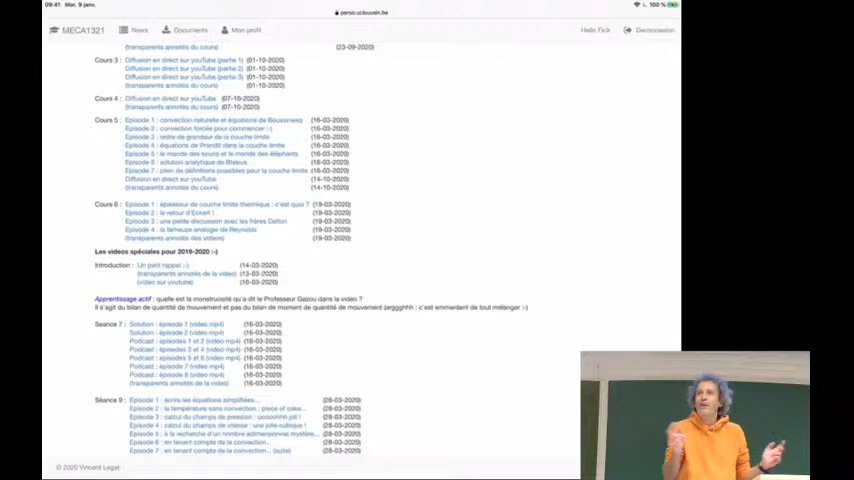 09:41 Mar. 9 janv.
perso.uclouvain.be
100 %
MECA1321 News Documents Mon profil Hello Fick Deconnexion
(transparents annotés du cours) (23-09-2020)
Cours 3 : Diffusion en direct sur youTube (partie 1) (01-10-2020)
Diffusion en direct sur youTube (partie 2) (01-10-2020)
Diffusion en direct sur youTube (partie 3) (01-10-2020)
(transparents annotés du cours) (01-10-2020)
Cours 4 : Diffusion en direct sur youTube (07-10-2020)
(transparents annotés du cours) (07-10-2020)
Cours 5 : Episode 1 : convection naturelle et équations de Boussinesq (16-03-2020)
Episode 2 : convection forcée pour commencer :-) (16-03-2020)
Episode 3 : ordre de grandeur de la couche limite (16-03-2020)
Episode 4 : équations de Prandtl dans la couche limite (16-03-2020)
Episode 5 : le monde des souris et le monde des éléphants (16-03-2020)
Episode 6 : solution analytique de Blasius (16-03-2020)
Episode 7 : plein de définitions possibles pour la couche limite (16-03-2020)
Diffusion en direct sur youTube (14-10-2020)
(transparents annotés du cours) (14-10-2020)
Cours 6 : Episode 1 : épaisseur de couche limite thermique : c'est quoi ? (19-03-2020)
Episode 2 : le retour d'Eckert ! (19-03-2020)
Episode 3 : une petite discussion avec les frères Dalton (19-03-2020)
Episode 4 : la fameuse analogie de Reynolds (19-03-2020)
(transparents annotés des videos) (19-03-2020)
Les videos spéciales pour 2019-2020 :-)
Introduction : Un petit rappel :-) (14-03-2020)
(transparents annotés de la video) (13-03-2020)
(video sur youtube) (16-03-2020)
Apprentissage actif : quelle est la monstruosité qu'a dit le Professeur Gazou dans la video ?
Il s'agit du bilan de quantité de mouvement et pas du bilan de moment de quantité de mouvement (arggghhh : c'est emmerdant de tout mélanger :-)
Seance 7 : Solution : épisode 1 (video mp4) (16-03-2020)
Solution : épisode 2 (video mp4) (16-03-2020)
Podcast : épisodes 1 et 2 (video mp4) (16-03-2020)
Podcast : épisodes 3 et 4 (video mp4) (16-03-2020)
Podcast : épisodes 5 et 6 (video mp4) (16-03-2020)
Podcast : épisode 7 (video mp4) (16-03-2020)
Podcast : épisode 8 (video mp4) (16-03-2020)
(transparents annotés de la video) (16-03-2020)
Séance 9 : Episode 1 : écrire les équations simplifiées... (28-03-2020)
Episode 2 : la température sans convection : piece of cake... (28-03-2020)
Episode 3 : calcul du champs de pression : ooooohhh joli ! (28-03-2020)
Episode 4 : calcul du champs de vitesse : une jolie cubique ! (28-03-2020)
Episode 5 : à la recherche d'un nombre adimensionnel mystère... (28-03-2020)
Episode 6 : en tenant compte de la convection... (28-03-2020)
Episode 7 : en tenant compte de la convection... (suite) (28-03-2020)
© 2020 Vincent Legat